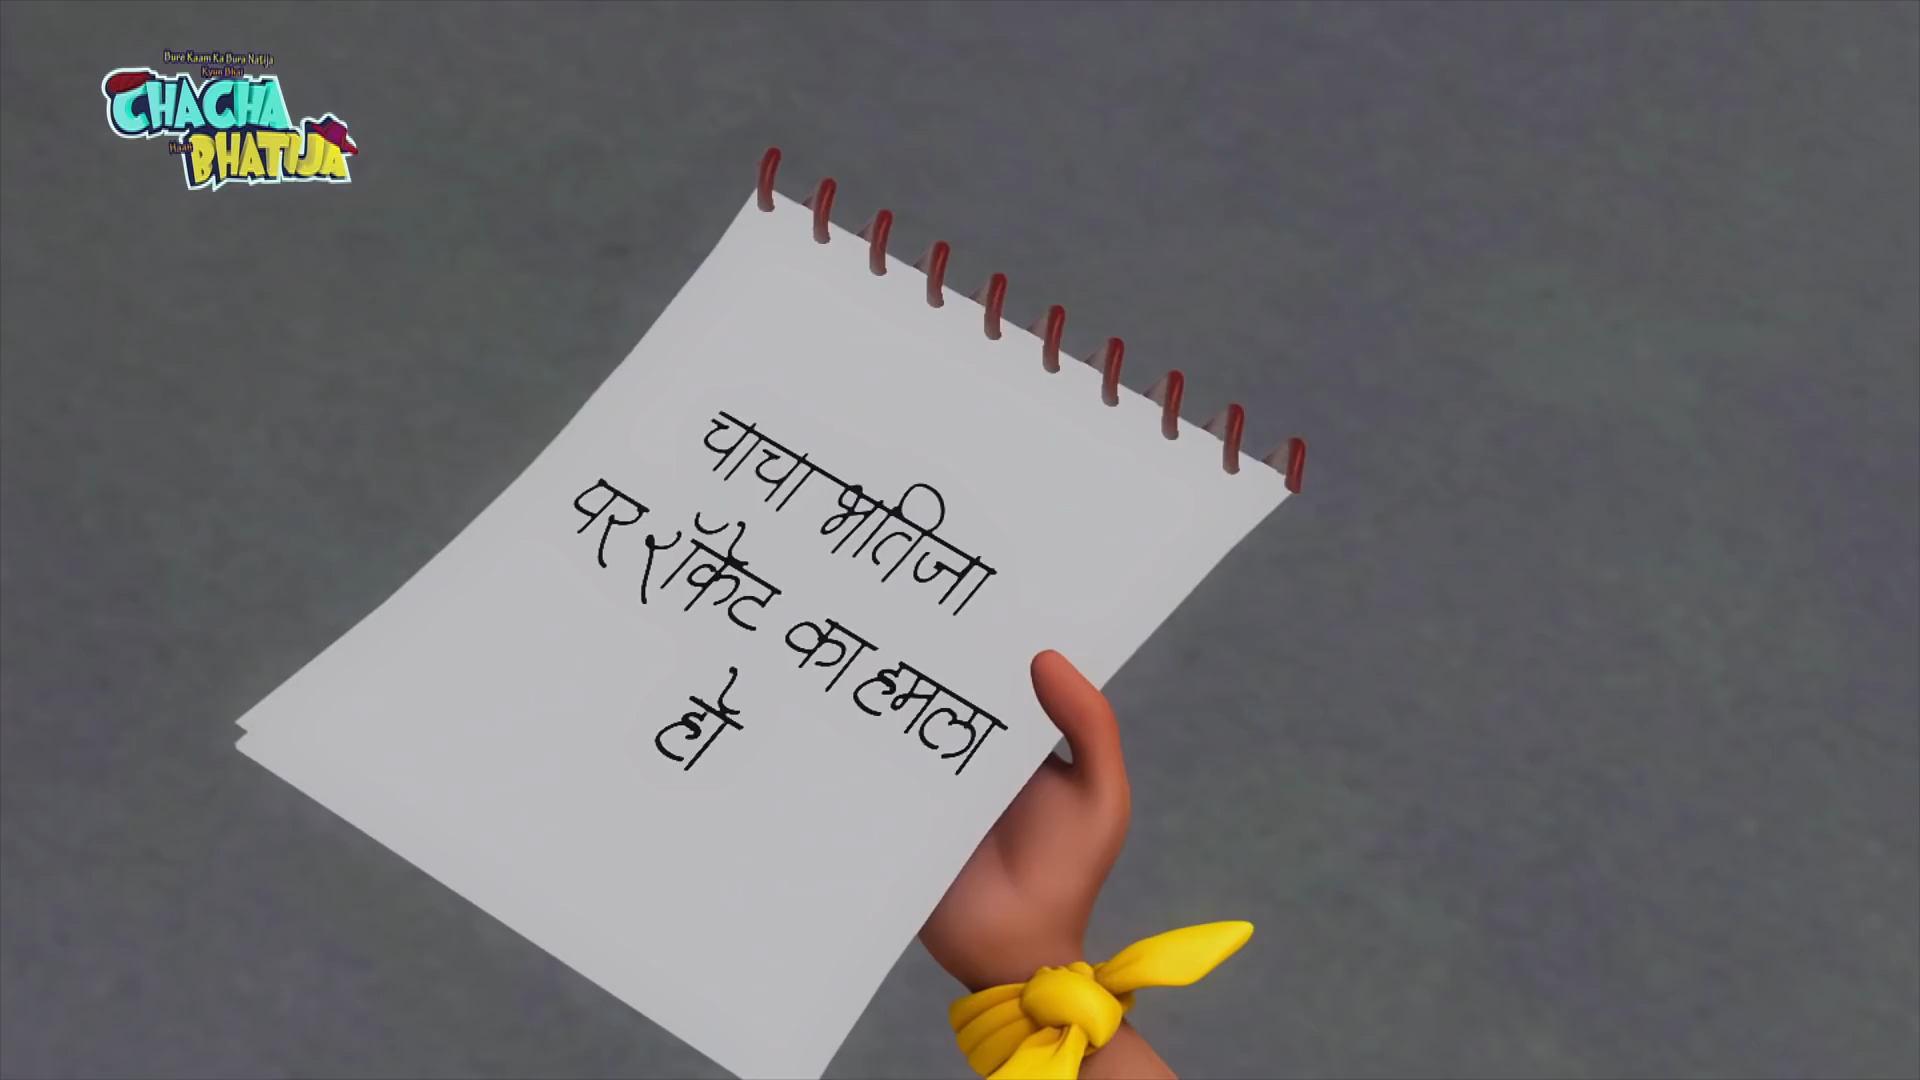 Bure Kaam Ka Bura Natija
Kyun Bhai
CHACHA
Haan BHATIJA
चाचा भतिजा
पर रॉकेट का हमला
हो